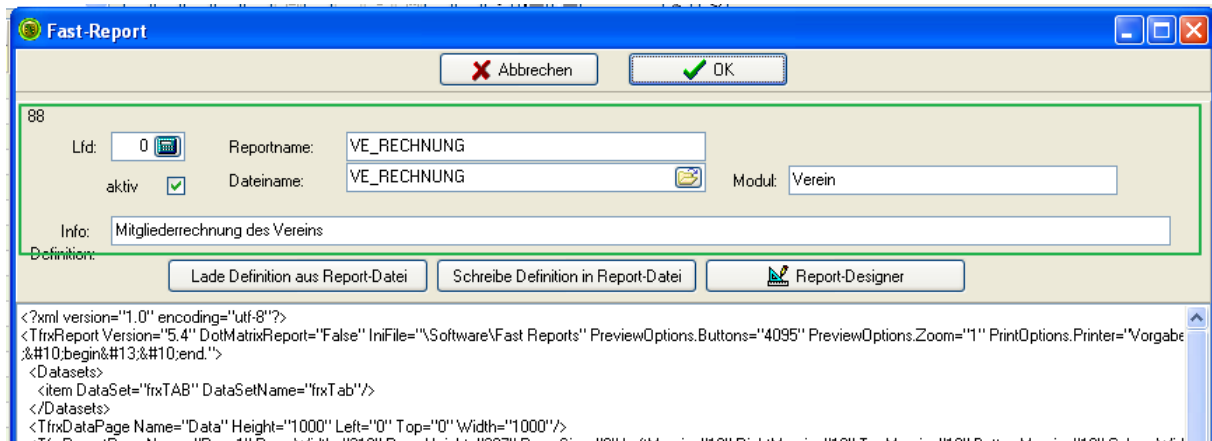 Fast-Report
Abbrechen OK
88
Lfd: 0 Reportname: VE_RECHNUNG
aktiv Dateiname: VE_RECHNUNG Modul: Verein
Info: Mitgliederrechnung des Vereins
Definition:
Lade Definition aus Report-Datei Schreibe Definition in Report-Datei Report-Designer
<?xml version="1.0" encoding="utf-8"?>
<TfrxReport Version="5.4" DotMatrixReport="False" IniFile="\Software\Fast Reports" PreviewOptions.Buttons="4095" PreviewOptions.Zoom="1" PrintOptions.Printer="Vorgabe
;&#10;begin&#13;&#10;end.">
<Datasets>
<item DataSet="frxTAB" DataSetName="frxTab"/>
</Datasets>
<TfrxDataPage Name="Data" Height="1000" Left="0" Top="0" Width="1000"/>